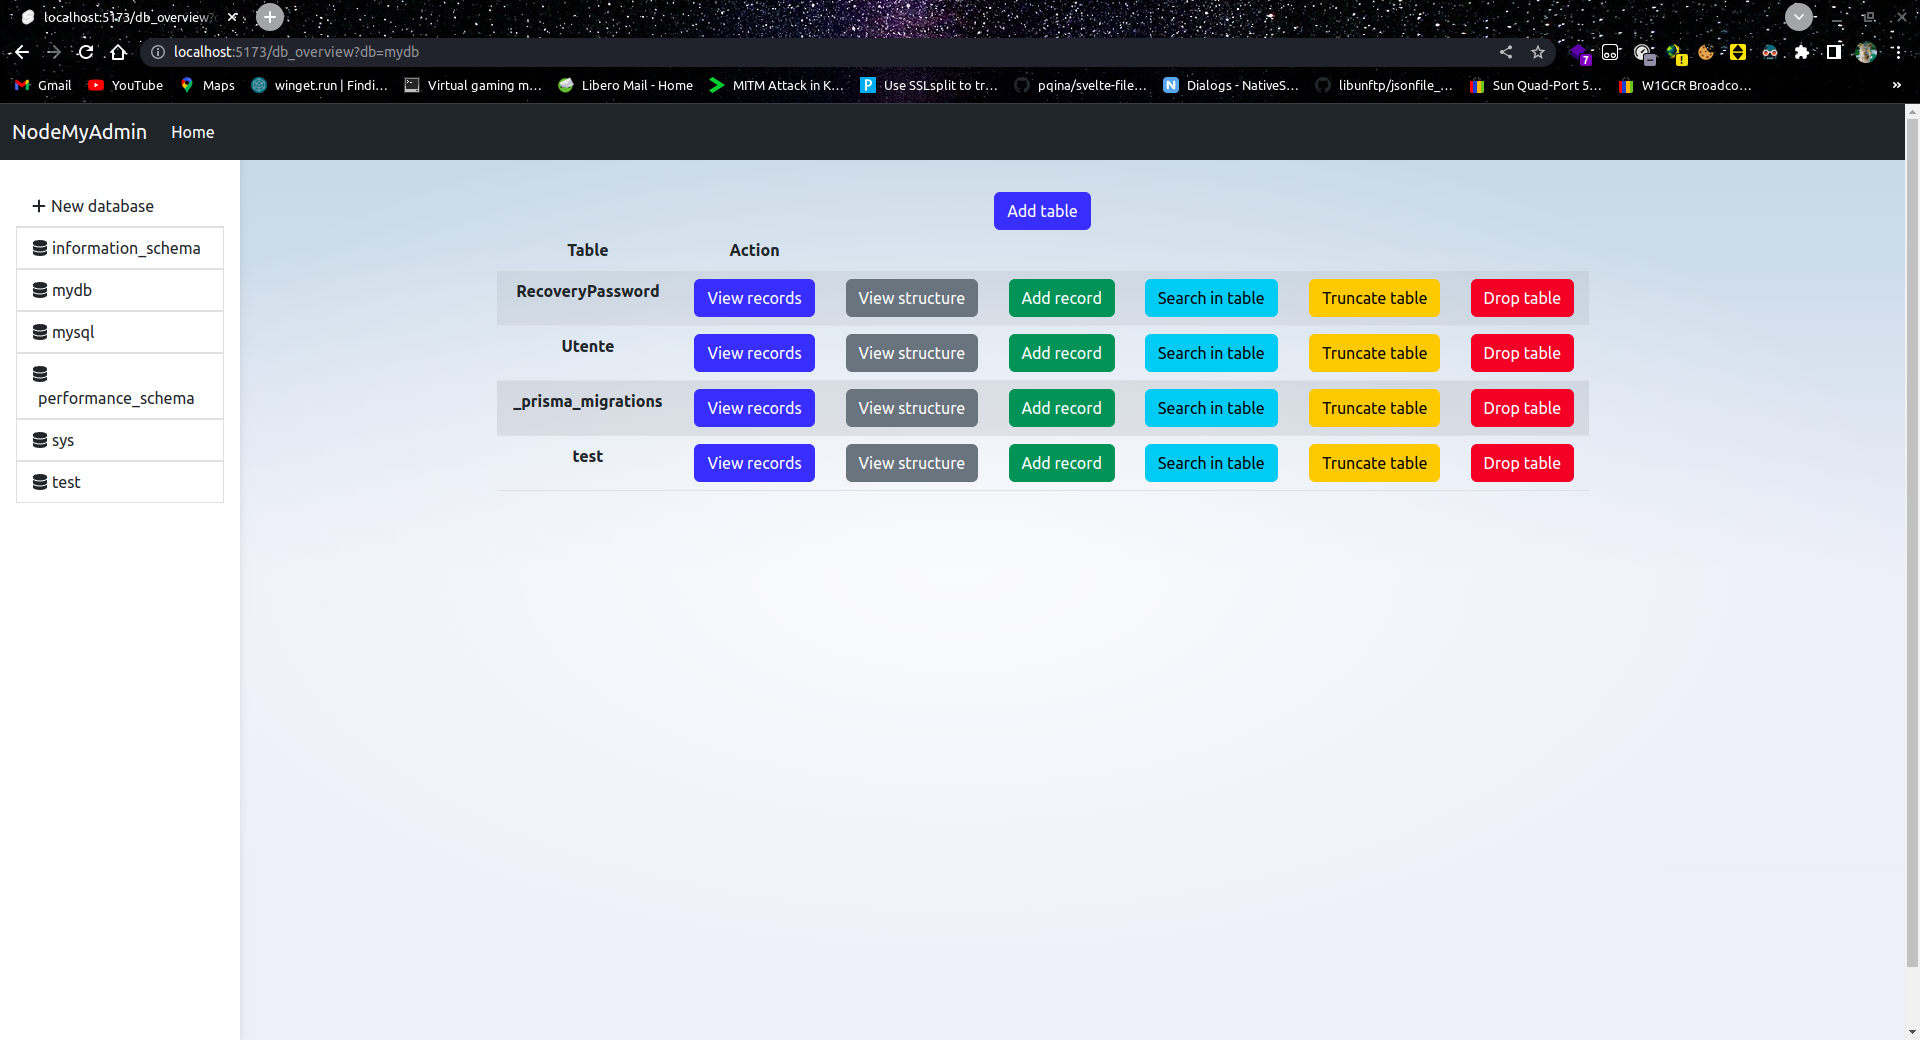 localhost:5173/db_overview?
localhost:5173/db_overview?db=mydb
7
!
Gmail
YouTube
Maps
winget.run | Findi...
Virtual gaming m...
Libero Mail - Home
MITM Attack in K...
Use SSLsplit to tr...
pqina/svelte-file...
Dialogs - NativeS...
libunftp/jsonfile_...
Sun Quad-Port 5...
W1GCR Broadco...
»
NodeMyAdmin Home
+ New database
information_schema
mydb
mysql
performance_schema
sys
test
Add table
Table Action
RecoveryPassword View records View structure Add record Search in table Truncate table Drop table
Utente View records View structure Add record Search in table Truncate table Drop table
_prisma_migrations View records View structure Add record Search in table Truncate table Drop table
test View records View structure Add record Search in table Truncate table Drop table